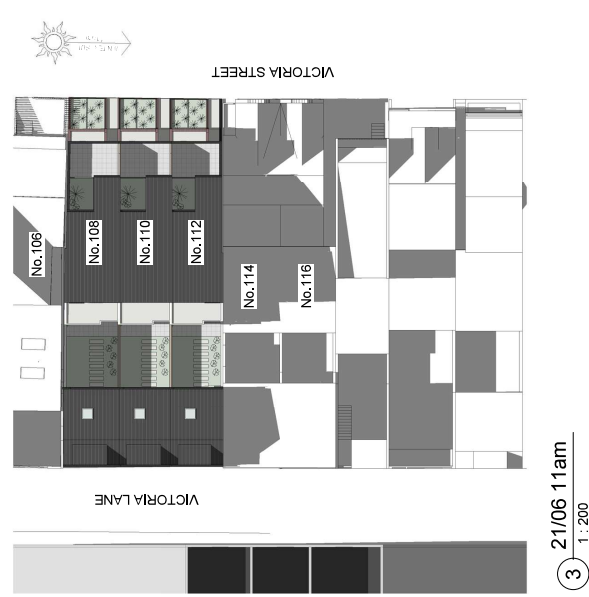 VICTORIA STREET
No.106
No.108
No.110
No.112
No.114
No.116
VICTORIA LANE
3
21/06 11am
1 : 200